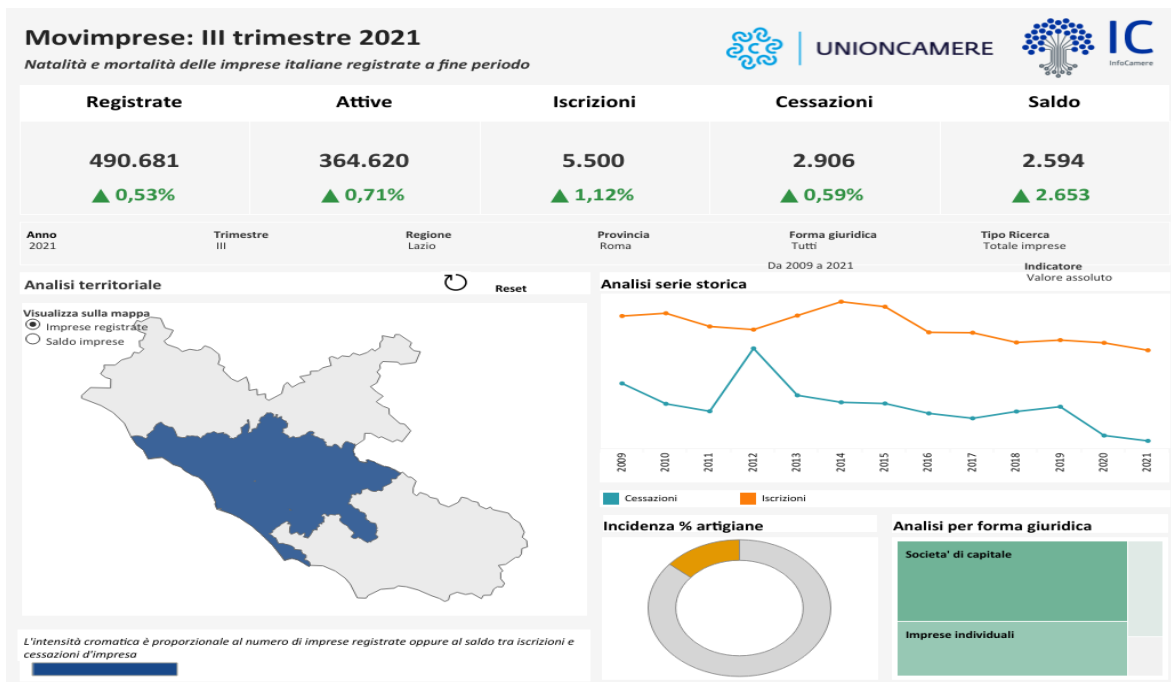 Movimprese: III trimestre 2021
Natalità e mortalità delle imprese italiane registrate a fine periodo
UNIONCAMERE
IC
InfoCamere
Registrate
Attive
Iscrizioni
Cessazioni
Saldo
490.681
364.620
5.500
2.906
2.594
▲ 0,53%
▲ 0,71%
▲ 1,12%
▲ 0,59%
▲ 2.653
Anno
2021
Trimestre
III
Regione
Lazio
Provincia
Roma
Forma giuridica
Tutti
Tipo Ricerca
Totale imprese
Da 2009 a 2021
Indicatore
Valore assoluto
Analisi territoriale
Reset
Visualizza sulla mappa
Imprese registrate
Saldo imprese
L'intensità cromatica è proporzionale al numero di imprese registrate oppure al saldo tra iscrizioni e
cessazioni d'impresa
Analisi serie storica
2009
2010
2011
2012
2013
2014
2015
2016
2017
2018
2019
2020
2021
Cessazioni
Iscrizioni
Incidenza % artigiane
Analisi per forma giuridica
Societa' di capitale
Imprese individuali